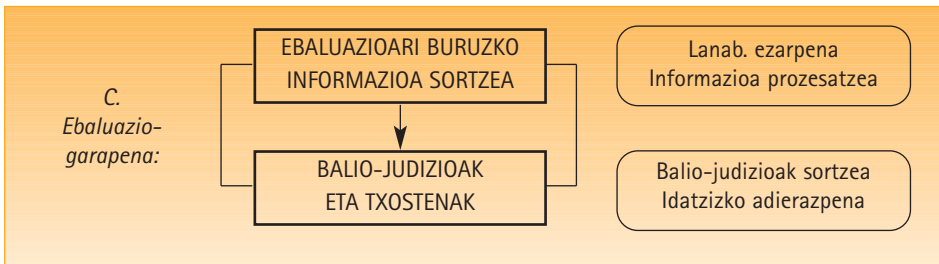 C.
Ebaluazio-
garapena:
EBALUAZIOARI BURUZKO
INFORMAZIOA SORTZEA
Lanab. ezarpena
Informazioa prozesatzea
BALIO-JUDIZIOAK
ETA TXOSTENAK
Balio-judizioak sortzea
Idatzizko adierazpena